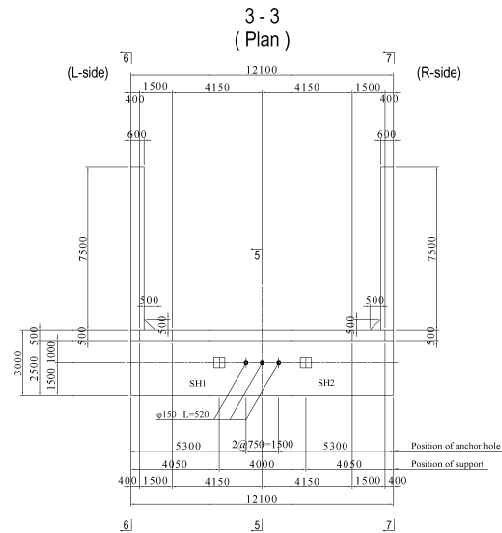 3 - 3
( Plan )
6 7
(L-side) 12100 (R-side)
1500 4150 4150 1500
400 400
600 600
7500 7500
5
500 500
500 500
3000 500 500 500
2500 1000
1500
SH1 SH2
φ150 L=520
5300 2@750=1500 5300 Position of anchor hole
4050 4000 4050 Position of support
400 1500 4150 4150 1500 400
12100
6 5 7